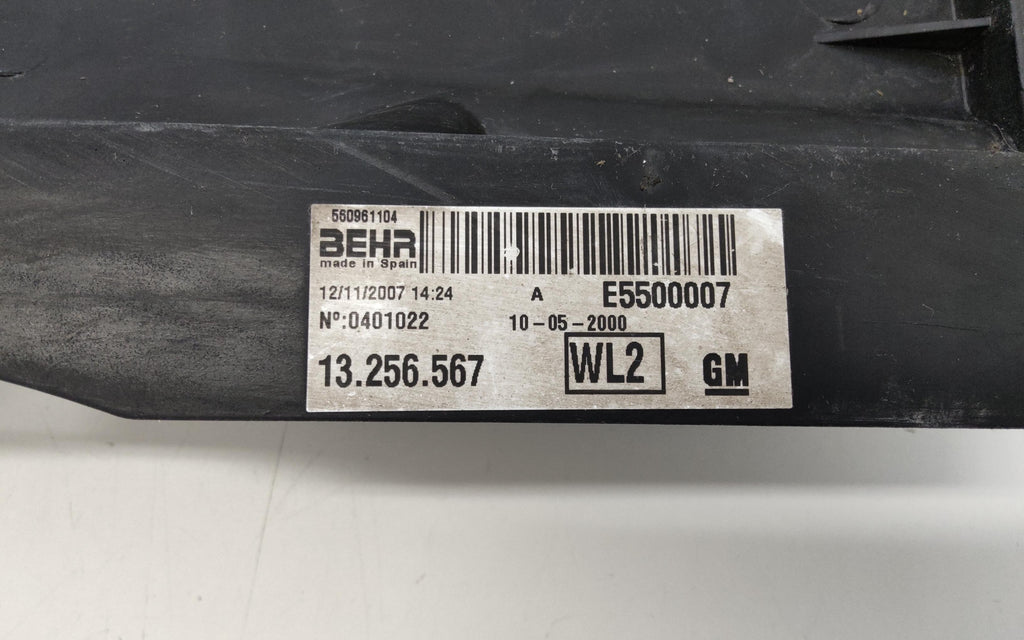 560961104
BEHR
made in Spain
12/11/2007 14:24 A E5500007
Nº:0401022 10-05-2000
13.256.567 WL2 GM